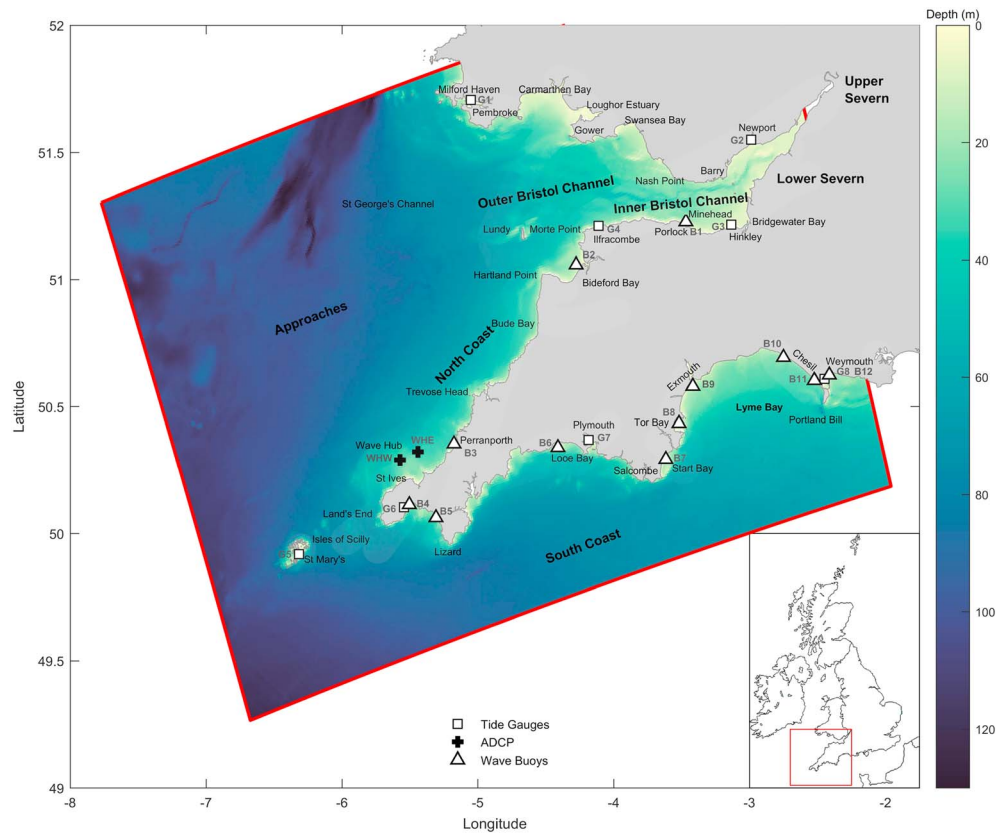 Depth (m)
52
51.5
51
50.5
50
49.5
49
Latitude
-8
-7
-6
-5
-4
-3
-2
Longitude
0
20
40
60
80
100
120
Milford Haven
G1
Pembroke
Carmarthen Bay
Loughor Estuary
Gower
Swansea Bay
Upper
Severn
Newport
G2
Barry
Nash Point
Lower Severn
Outer Bristol Channel
Inner Bristol Channel
St George's Channel
Lundy
Morte Point
G4
Ilfracombe
Minehead
Porlock B1
G3
Hinkley
Bridgewater Bay
B2
Hartland Point
Bideford Bay
Approaches
Bude Bay
North Coast
Trevose Head
B10
Chesil
Weymouth
G8 B12
B11
Exmouth
B9
Lyme Bay
Portland Bill
B8
Tor Bay
Plymouth
G7
B6
Looe Bay
Perranporth
B3
WHE
Wave Hub
WHW
St Ives
Salcombe
B7
Start Bay
G6
B4
B5
Land's End
Lizard
Isles of Scilly
G5
St Mary's
South Coast
Tide Gauges
ADCP
Wave Buoys